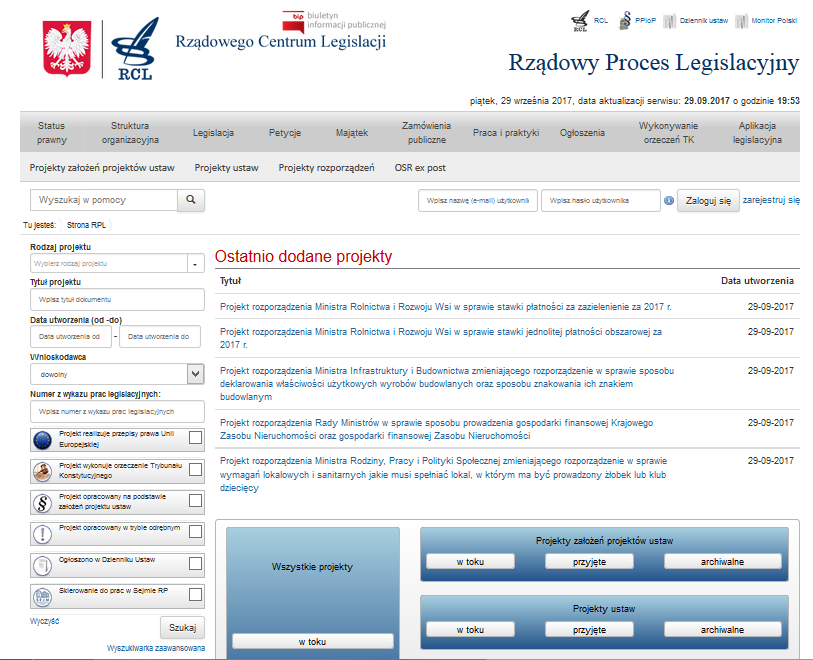 bip biuletyn
informacji publicznej
RCL
Rządowego Centrum Legislacji
RCL
RCL PPIoP Dziennik ustaw Monitor Polski
Rządowy Proces Legislacyjny
piątek, 29 września 2017, data aktualizacji serwisu: 29.09.2017 o godzinie 19:53
Status
prawny
Struktura
organizacyjna
Legislacja
Petycje
Majątek
Zamówienia
publiczne
Praca i praktyki
Ogłoszenia
Wykonywanie
orzeczeń TK
Aplikacja
legislacyjna
Projekty założeń projektów ustaw Projekty ustaw Projekty rozporządzeń OSR ex post
Wyszukaj w pomocy
Wpisz nazwę (e-mail) użytkownik
Wpisz hasło użytkownika
Zaloguj się zarejestruj się
Tu jesteś: Strona RPL
Rodzaj projektu
Wybierz rodzaj projektu
Tytuł projektu
Wpisz tytuł dokumentu
Data utworzenia (od -do)
Data utworzenia od - Data utworzenia do
Wnioskodawca
dowolny
Numer z wykazu prac legislacyjnych:
Wpisz numer z wykazu prac legislacyjnych
Projekt realizuje przepisy prawa Unii
Europejskiej
Projekt wykonuje orzeczenie Trybunału
Konstytucyjnego
§
Projekt opracowany na podstawie
założeń projektu ustaw
!
Projekt opracowany w trybie odrębnym
Ogłoszono w Dzienniku Ustaw
Skierowanie do prac w Sejmie RP
Wyczyść
Szukaj
Wyszukiwarka zaawansowana
Ostatnio dodane projekty
Tytuł Data utworzenia
Projekt rozporządzenia Ministra Rolnictwa i Rozwoju Wsi w sprawie stawki płatności za zazielenienie za 2017 r. 29-09-2017
Projekt rozporządzenia Ministra Rolnictwa i Rozwoju Wsi w sprawie stawki jednolitej płatności obszarowej za 29-09-2017
2017 r.
Projekt rozporządzenia Ministra Infrastruktury i Budownictwa zmieniającego rozporządzenie w sprawie sposobu 29-09-2017
deklarowania właściwości użytkowych wyrobów budowlanych oraz sposobu znakowania ich znakiem
budowlanym
Projekt rozporządzenia Rady Ministrów w sprawie sposobu prowadzenia gospodarki finansowej Krajowego 29-09-2017
Zasobu Nieruchomości oraz gospodarki finansowej Zasobu Nieruchomości
Projekt rozporządzenia Ministra Rodziny, Pracy i Polityki Społecznej zmieniającego rozporządzenie w sprawie 29-09-2017
wymagań lokalowych i sanitarnych jakie musi spełniać lokal, w którym ma być prowadzony żłobek lub klub
dziecięcy
Wszystkie projekty
w toku
Projekty założeń projektów ustaw
w toku przyjęte archiwalne
Projekty ustaw
w toku przyjęte archiwalne